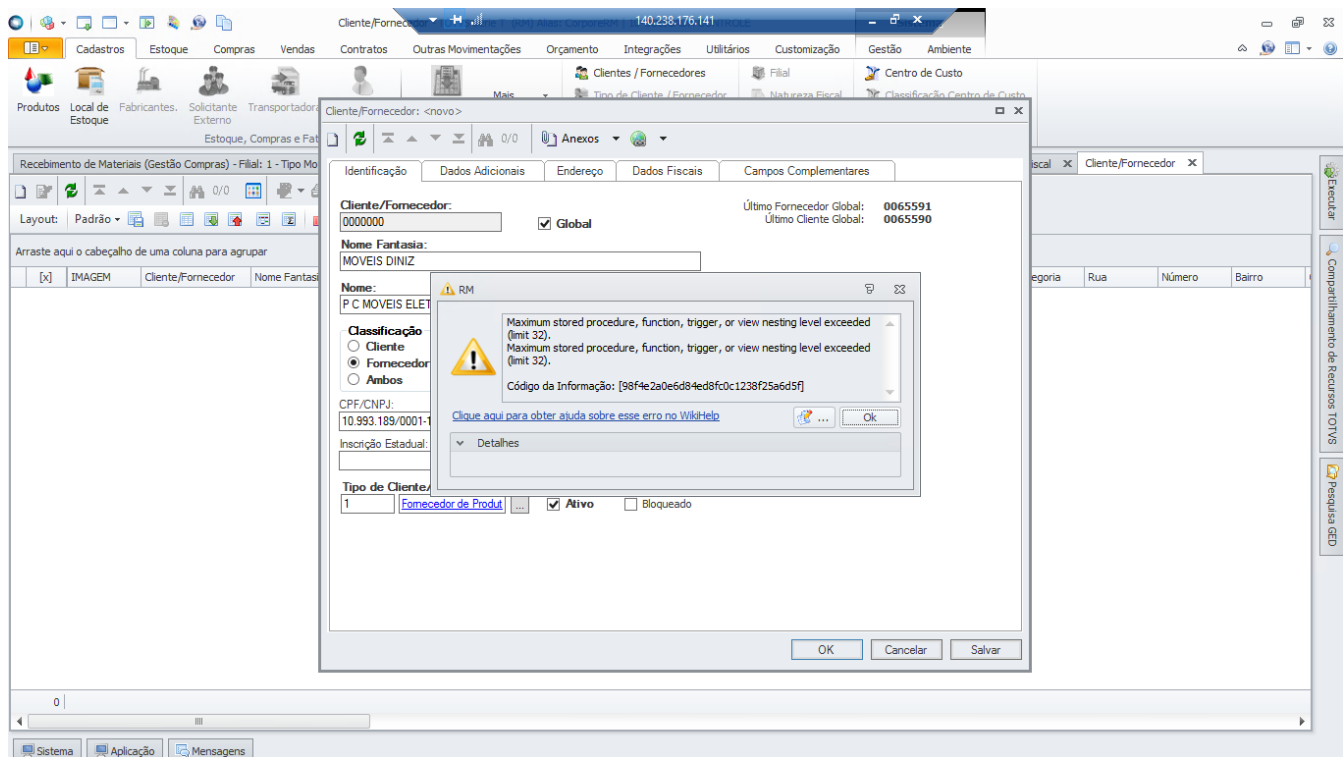 Cliente/Fornecedor
140.238.176.141
Cadastros Estoque Compras Vendas Contratos Outras Movimentações Orçamento Integrações Utilitários Customização Gestão Ambiente
Produtos
Local de Estoque
Fabricantes.
Solicitante Externo
Transportadora
Mais
Clientes / Fornecedores
Tipo de Cliente / Fornecedor
Filial
Natureza Fiscal
Centro de Custo
Classificação Centro de Custo
Estoque, Compras e Fat
Recebimento de Materiais (Gestão Compras) - Filial: 1 - Tipo Mo
iscal X
Cliente/Fornecedor X
0/0
Layout: Padrão
Arraste aqui o cabeçalho de uma coluna para agrupar
[x] IMAGEM Cliente/Fornecedor Nome Fantasi
egoria Rua Número Bairro
Cliente/Fornecedor: <novo>
0/0 Anexos
Identificação Dados Adicionais Endereço Dados Fiscais Campos Complementares
Cliente/Fornecedor:
0000000
Global
Último Fornecedor Global: 0065591
Último Cliente Global: 0065590
Nome Fantasia:
MOVEIS DINIZ
Nome:
P C MOVEIS ELET
Classificação
Cliente
Fornecedor
Ambos
CPF/CNPJ:
10.993.189/0001-1
Inscrição Estadual:
Tipo de Cliente/
1 Fornecedor de Produt ... Ativo Bloqueado
RM
Maximum stored procedure, function, trigger, or view nesting level exceeded
(limit 32).
Maximum stored procedure, function, trigger, or view nesting level exceeded
(limit 32).
Código da Informação: [98f4e2a0e6d84ed8fc0c1238f25a6d5f]
Clique aqui para obter ajuda sobre esse erro no WikiHelp
... Ok
Detalhes
OK Cancelar Salvar
Executar
Compartilhamento de Recursos TOTVS
Pesquisa GED
0
Sistema Aplicação Mensagens